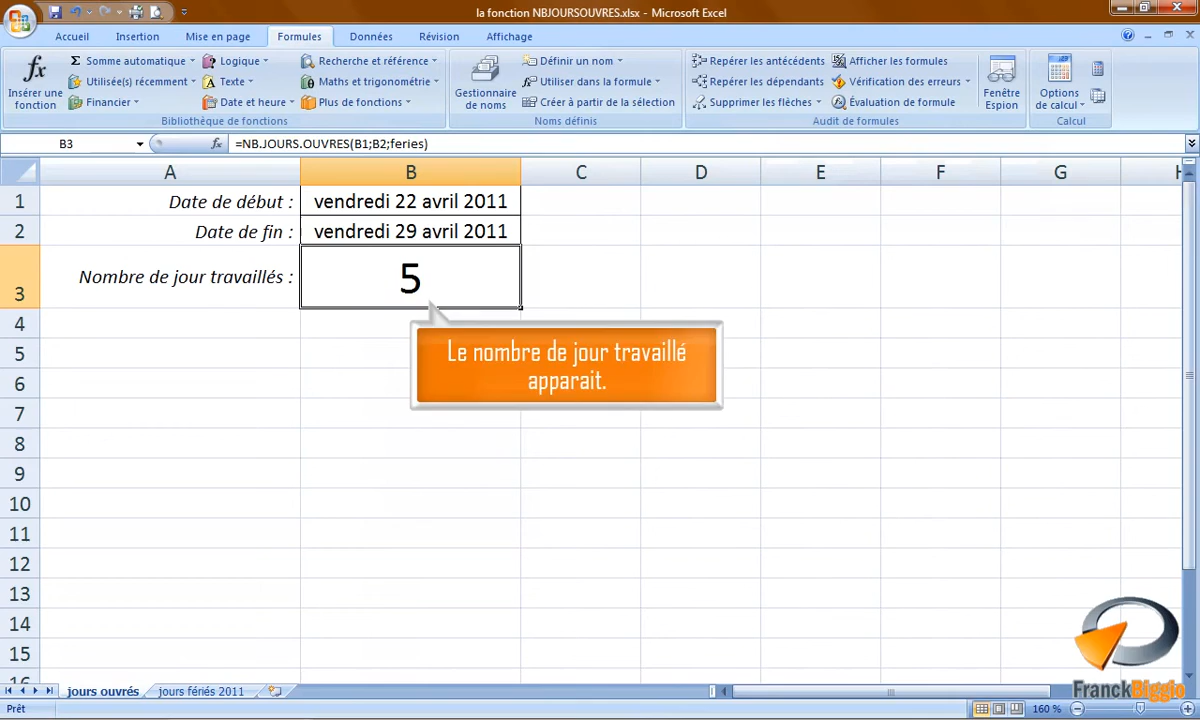 la fonction NBJOURSOUVRES.xlsx - Microsoft Excel
Accueil Insertion Mise en page Formules Données Révision Affichage
fx Σ Somme automatique Logique Recherche et référence Définir un nom Repérer les antécédents Afficher les formules
Insérer une fonction Utilisée(s) récemment Texte Maths et trigonométrie Gestionnaire de noms Utiliser dans la formule Repérer les dépendants Vérification des erreurs Fenêtre Espion Options de calcul
Financier Date et heure Plus de fonctions Créer à partir de la sélection Supprimer les flèches Évaluation de formule
Bibliothèque de fonctions Noms définis Audit de formules Calcul
B3 fx =NB.JOURS.OUVRES(B1;B2;feries)
A B C D E F G H
1 Date de début : vendredi 22 avril 2011
2 Date de fin : vendredi 29 avril 2011
3 Nombre de jour travaillés : 5
4
Le nombre de jour travaillé
5
apparait.
6
7
8
9
10
11
12
13
14
15
16
FranckBiggio
jours ouvrés jours fériés 2011
Prêt 160 %